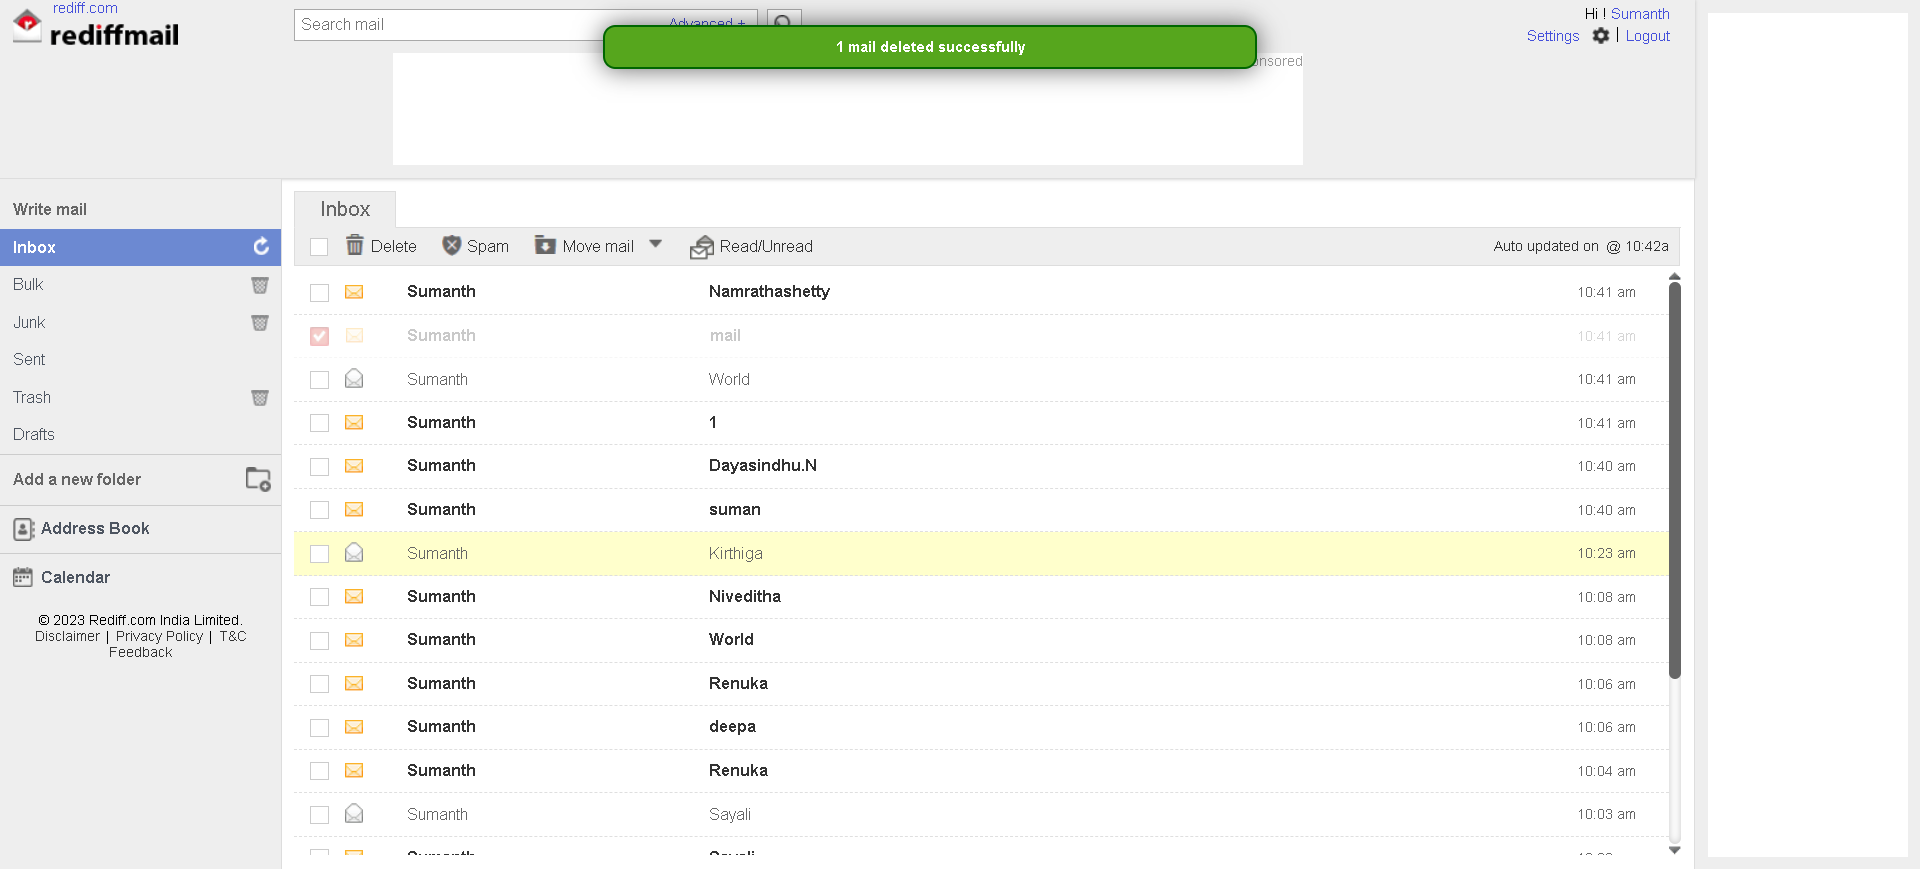 rediff.com
rediffmail
Search mail
Advanced +
1 mail deleted successfully
Hi ! Sumanth
Settings | Logout
Write mail
Inbox
Bulk
Junk
Sent
Trash
Drafts
Add a new folder
Address Book
Calendar
© 2023 Rediff.com India Limited.
Disclaimer | Privacy Policy | T&C
Feedback
Inbox
Delete Spam Move mail Read/Unread Auto updated on @ 10:42a
Sumanth Namrathashetty 10:41 am
Sumanth mail 10:41 am
Sumanth World 10:41 am
Sumanth 1 10:41 am
Sumanth Dayasindhu.N 10:40 am
Sumanth suman 10:40 am
Sumanth Kirthiga 10:23 am
Sumanth Niveditha 10:08 am
Sumanth World 10:08 am
Sumanth Renuka 10:06 am
Sumanth deepa 10:06 am
Sumanth Renuka 10:04 am
Sumanth Sayali 10:03 am
Sumanth Sayali